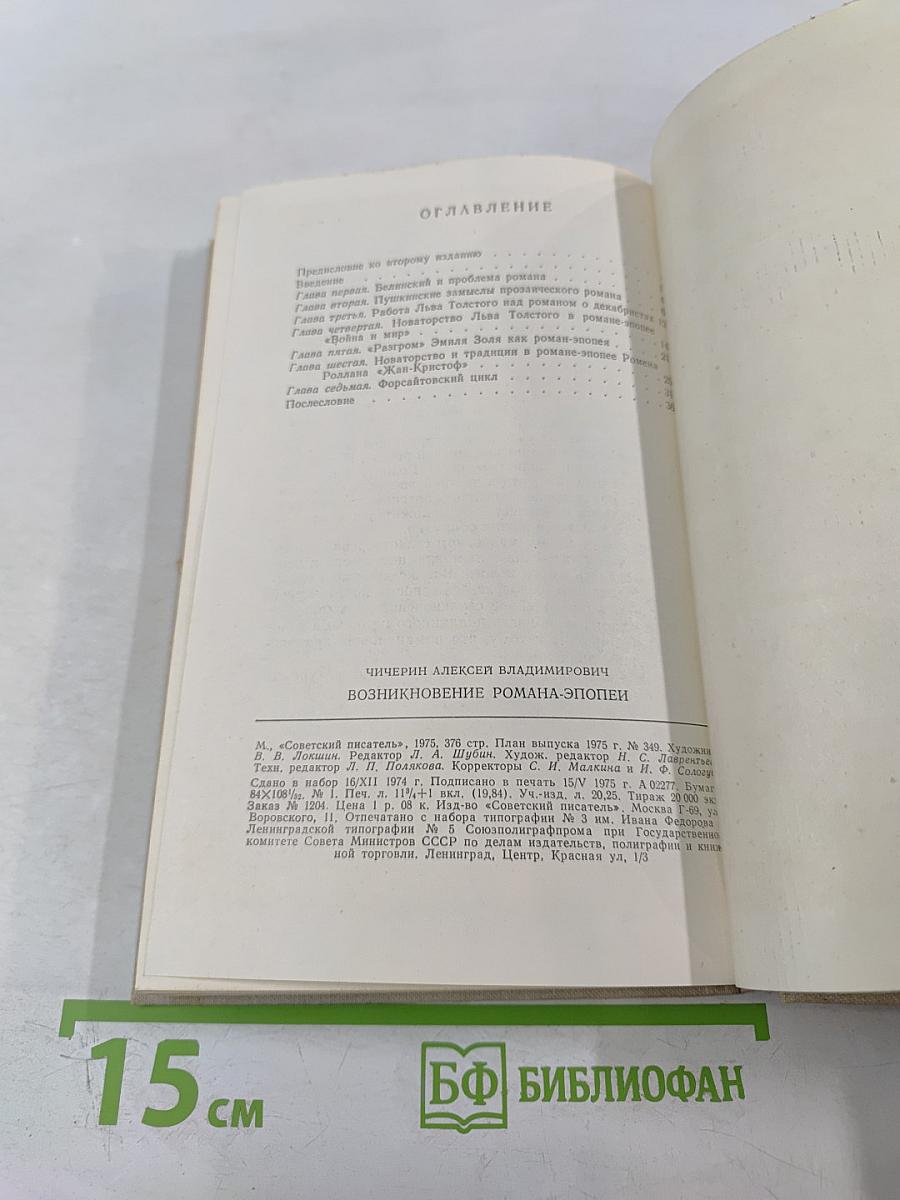 ОГЛАВЛЕНИЕ
Предисловие ко второму изданию . . . . . . . .
Введение . . . . . . . . . . . . . . . .
Глава первая. Белинский и проблема романа . . . . .
Глава вторая. Пушкинские замыслы прозаического романа
Глава третья. Работа Льва Толстого над романом о декабристах
Глава четвертая. Новаторство Льва Толстого в романе-эпопее
«Война и мир» . . . . . . . . . . . . . .
Глава пятая. «Разгром» Эмиля Золя как роман-эпопея . .
Глава шестая. Новаторство и традиции в романе-эпопее Ромена
Роллана «Жан-Кристоф» . . . . . . . . . .
Глава седьмая. Форсайтовский цикл . . . . . . . .
Послесловие . . . . . . . . . . . . . . .
ЧИЧЕРИН АЛЕКСЕЙ ВЛАДИМИРОВИЧ
ВОЗНИКНОВЕНИЕ РОМАНА-ЭПОПЕИ
М., «Советский писатель», 1975, 376 стр. План выпуска 1975 г. № 349. Художни
В. В. Локшин. Редактор Л. А. Шубин. Худож. редактор Н. С. Лаврентьев
Техн. редактор Л. П. Полякова. Корректоры С. И. Малкина и И. Ф. Сологуб
Сдано в набор 16/XII 1974 г. Подписано в печать 15/V 1975 г. А 02277. Бумаг
84×108¹/₃₂. № 1. Печ. л. 11³/₄+1 вкл. (19,84). Уч.-изд. л. 20,25. Тираж 20 000 эк
Заказ № 1204. Цена 1 р. 08 к. Изд-во «Советский писатель». Москва Г-69, ул
Воровского, 11. Отпечатано с набора типографии № 3 им. Ивана Федорова
Ленинградской типографии № 5 Союзполиграфпрома при Государственно
комитете Совета Министров СССР по делам издательств, полиграфии и книж
ной торговли. Ленинград, Центр, Красная ул, 1/3
15 см
БФ БИБЛИОФАН